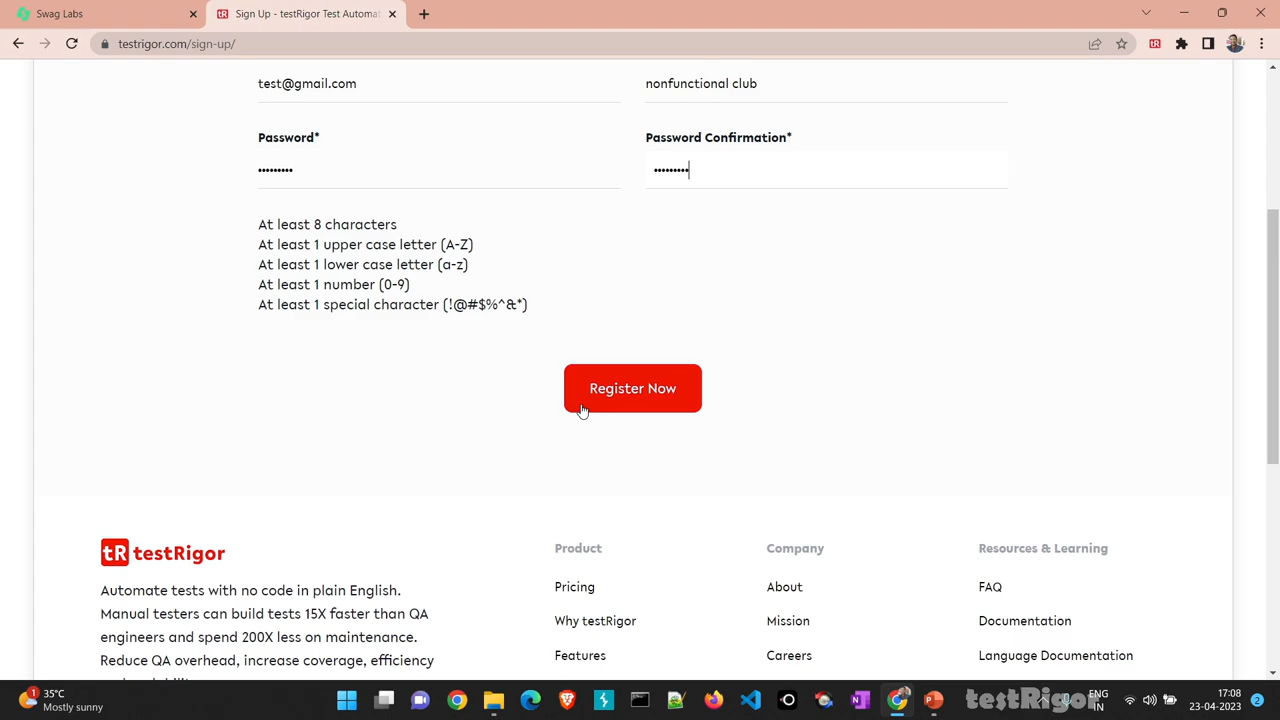 Swag Labs
Sign Up - testRigor Test Automat
testrigor.com/sign-up/
test@gmail.com
nonfunctional club
Password*
Password Confirmation*
•••••••••
•••••••••
At least 8 characters
At least 1 upper case letter (A-Z)
At least 1 lower case letter (a-z)
At least 1 number (0-9)
At least 1 special character (!@#$%^&*)
Register Now
tR testRigor
Automate tests with no code in plain English.
Manual testers can build tests 15X faster than QA
engineers and spend 200X less on maintenance.
Reduce QA overhead, increase coverage, efficiency
Product
Pricing
Why testRigor
Features
Company
About
Mission
Careers
Resources & Learning
FAQ
Documentation
Language Documentation
1
35°C
Mostly sunny
testRigor
ENG
IN
17:08
23-04-2023
2